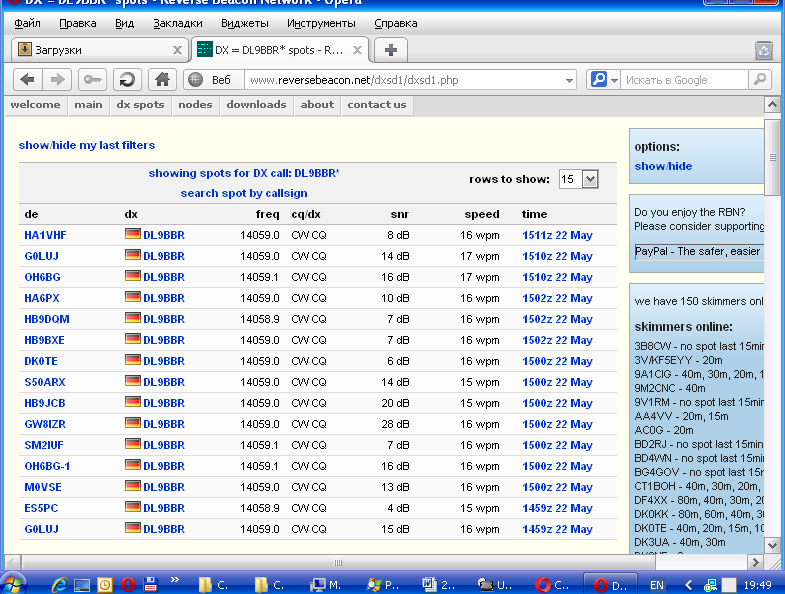 DX = DL9BBR* spots - Reverse Beacon Network - Opera
Файл Правка Вид Закладки Виджеты Инструменты Справка
Загрузки DX = DL9BBR* spots - R...
Веб www.reversebeacon.net/dxsd1/dxsd1.php Искать в Google
welcome main dx spots nodes downloads about contact us
show/hide my last filters
showing spots for DX call: DL9BBR*
search spot by callsign
rows to show: 15
de dx freq cq/dx snr speed time
HA1VHF DL9BBR 14059.0 CW CQ 8 dB 16 wpm 1511z 22 May
G0LUJ DL9BBR 14059.0 CW CQ 14 dB 17 wpm 1510z 22 May
OH6BG DL9BBR 14059.1 CW CQ 16 dB 17 wpm 1510z 22 May
HA6PX DL9BBR 14059.0 CW CQ 10 dB 16 wpm 1502z 22 May
HB9DQM DL9BBR 14058.9 CW CQ 7 dB 16 wpm 1502z 22 May
HB9BXE DL9BBR 14059.0 CW CQ 7 dB 16 wpm 1502z 22 May
DK0TE DL9BBR 14059.0 CW CQ 6 dB 16 wpm 1500z 22 May
S50ARX DL9BBR 14059.0 CW CQ 14 dB 15 wpm 1500z 22 May
HB9JCB DL9BBR 14059.0 CW CQ 20 dB 15 wpm 1500z 22 May
GW8IZR DL9BBR 14059.0 CW CQ 28 dB 16 wpm 1500z 22 May
SM2IUF DL9BBR 14059.1 CW CQ 7 dB 16 wpm 1500z 22 May
OH6BG-1 DL9BBR 14059.1 CW CQ 16 dB 16 wpm 1500z 22 May
M0VSE DL9BBR 14059.0 CW CQ 13 dB 16 wpm 1500z 22 May
ES5PC DL9BBR 14058.9 CW CQ 4 dB 15 wpm 1459z 22 May
G0LUJ DL9BBR 14059.0 CW CQ 15 dB 16 wpm 1459z 22 May
options:
show/hide
Do you enjoy the RBN?
Please consider supporting
PayPal - The safer, easier
we have 150 skimmers onl
skimmers online:
3B8CW - no spot last 15min
3V/KF5EYY - 20m
9A1CIG - 40m, 30m, 20m, 1
9M2CNC - 40m
9V1RM - no spot last 15min
AA4VV - 20m, 15m
AC0G - 20m
BD2RJ - no spot last 15min
BD4WN - no spot last 15min
BG4GOV - no spot last 15r
CT1BOH - 40m, 30m, 20m,
DF4XX - 80m, 40m, 30m, 20
DK0KK - 80m, 60m, 40m, 30
DK0TE - 40m, 20m, 15m, 10
DK3UA - 40m, 30m
» C. C. M. P.. 2.. U.. C.. D.. EN 19:49